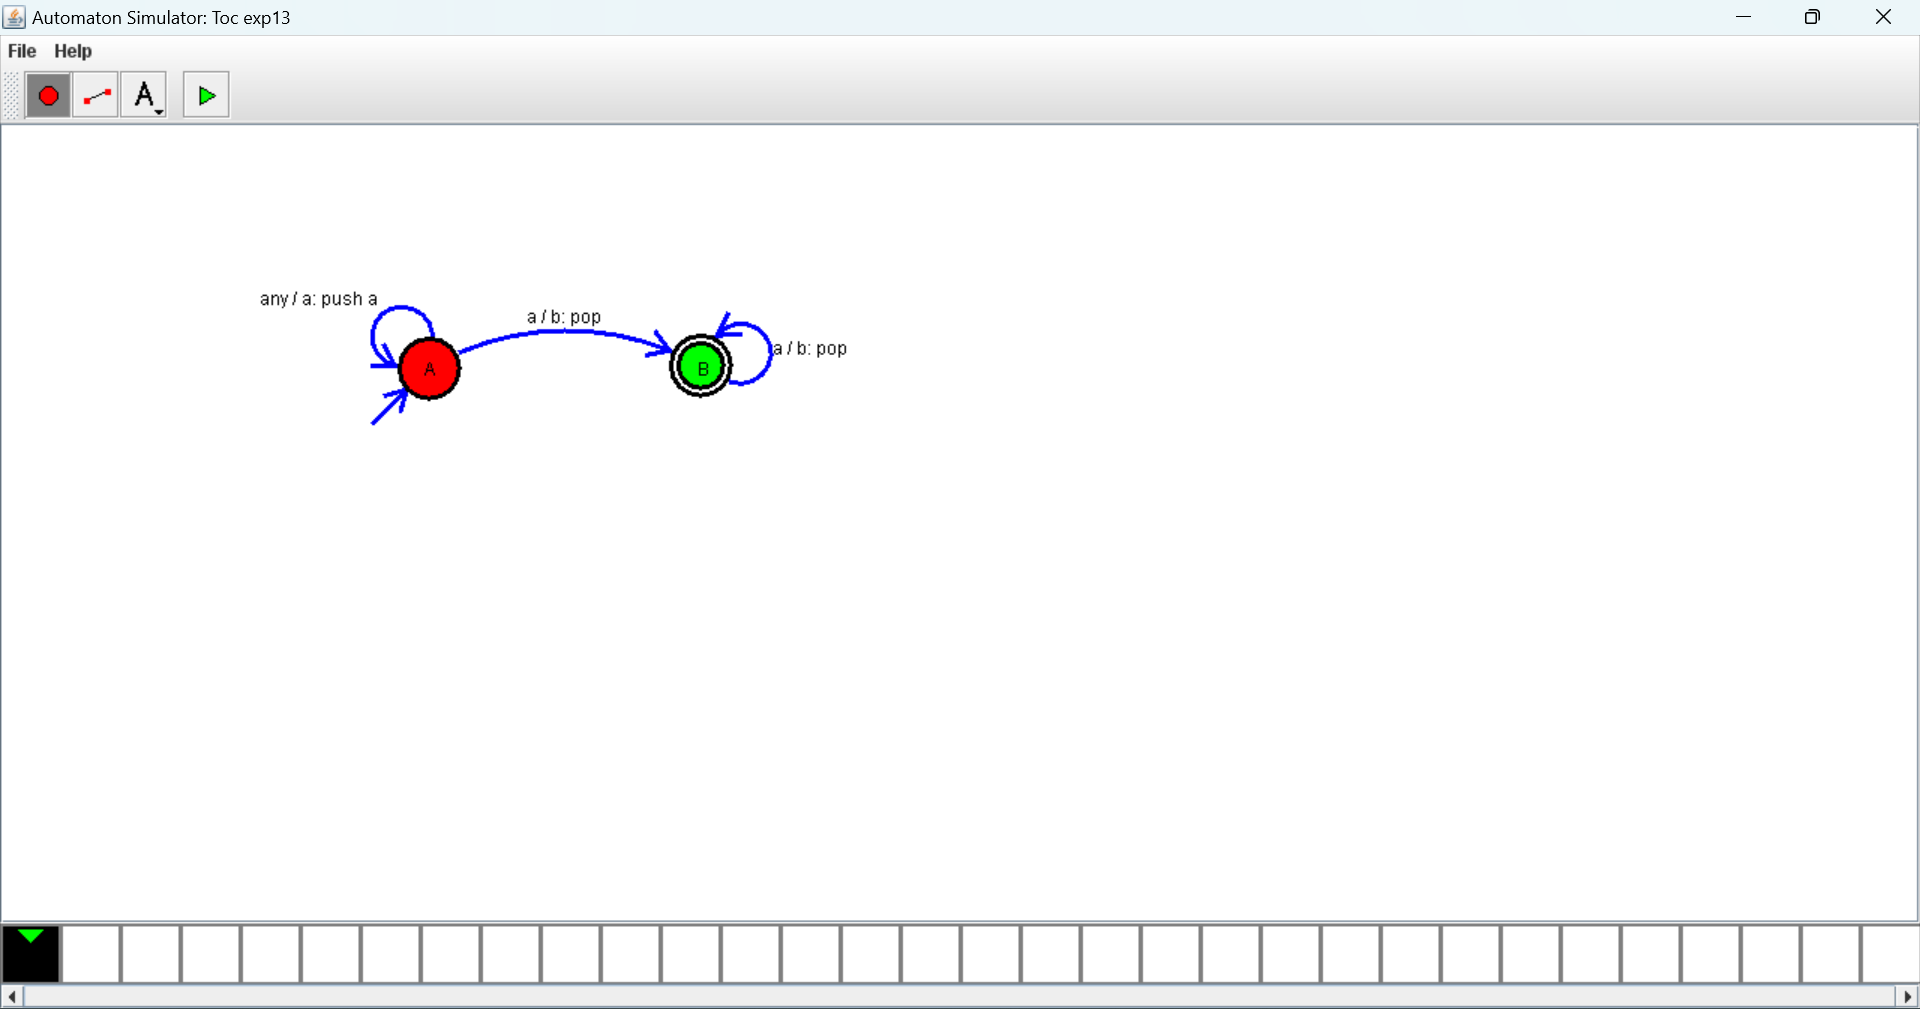 Automaton Simulator: Toc exp13
File Help
A
any / a: push a
a / b: pop
a / b: pop
A
B